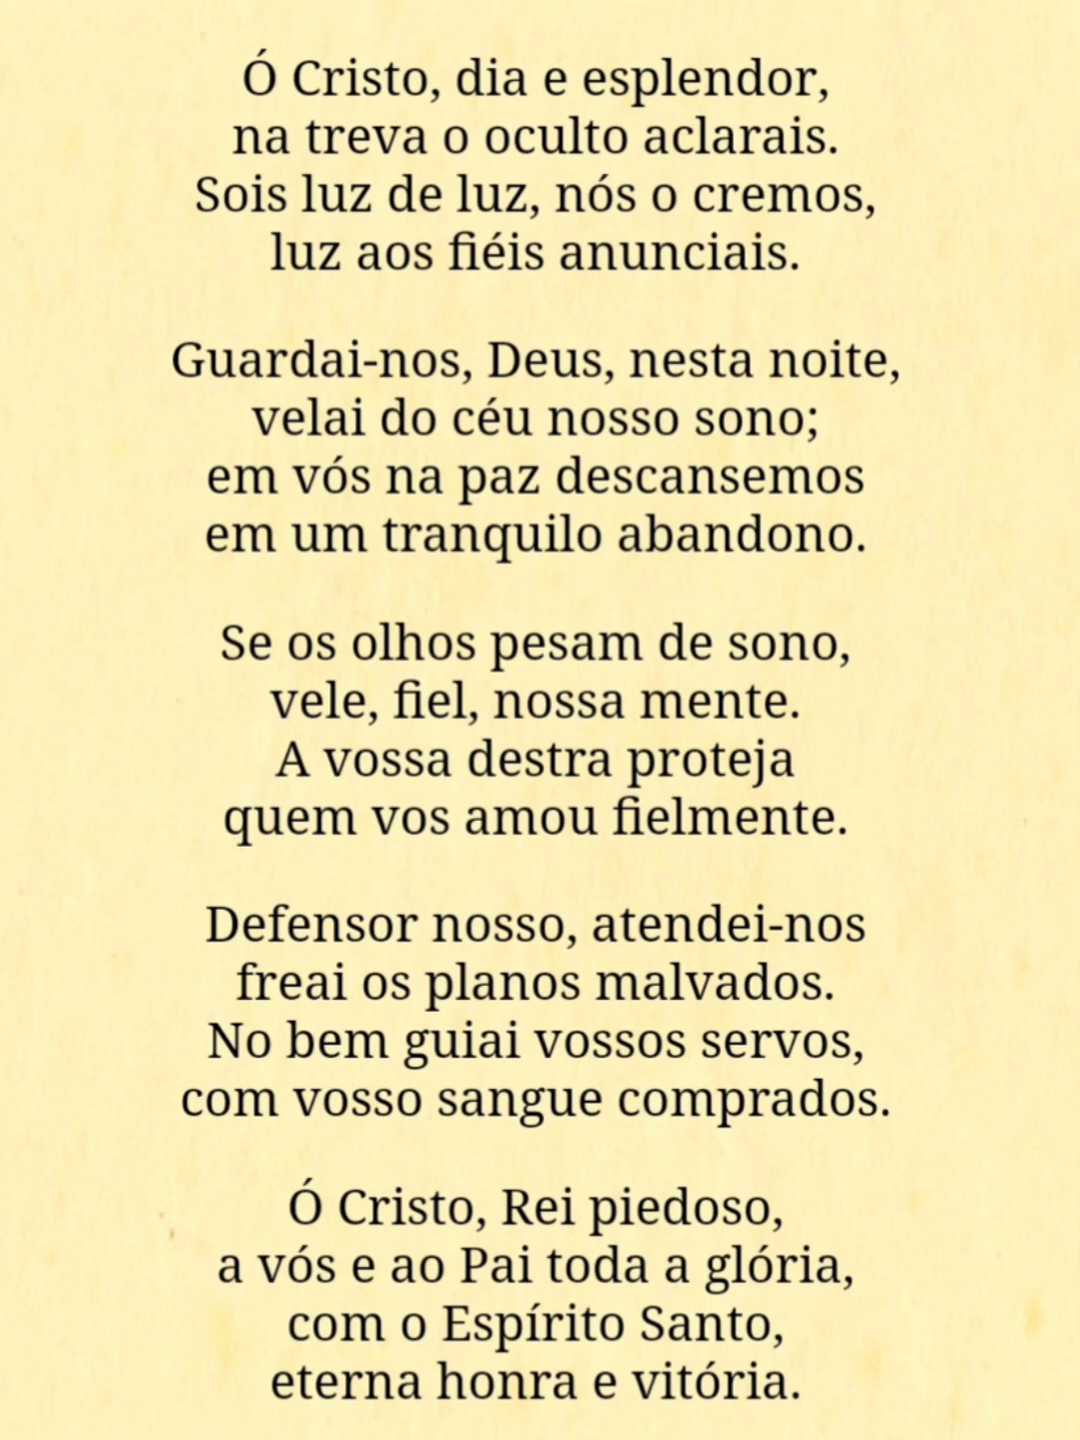 Ó Cristo, dia e esplendor,
na treva o oculto aclarais.
Sois luz de luz, nós o cremos,
luz aos fiéis anunciais.
Guardai-nos, Deus, nesta noite,
velai do céu nosso sono;
em vós na paz descansemos
em um tranquilo abandono.
Se os olhos pesam de sono,
vele, fiel, nossa mente.
A vossa destra proteja
quem vos amou fielmente.
Defensor nosso, atendei-nos
freai os planos malvados.
No bem guiai vossos servos,
com vosso sangue comprados.
Ó Cristo, Rei piedoso,
a vós e ao Pai toda a glória,
com o Espírito Santo,
eterna honra e vitória.